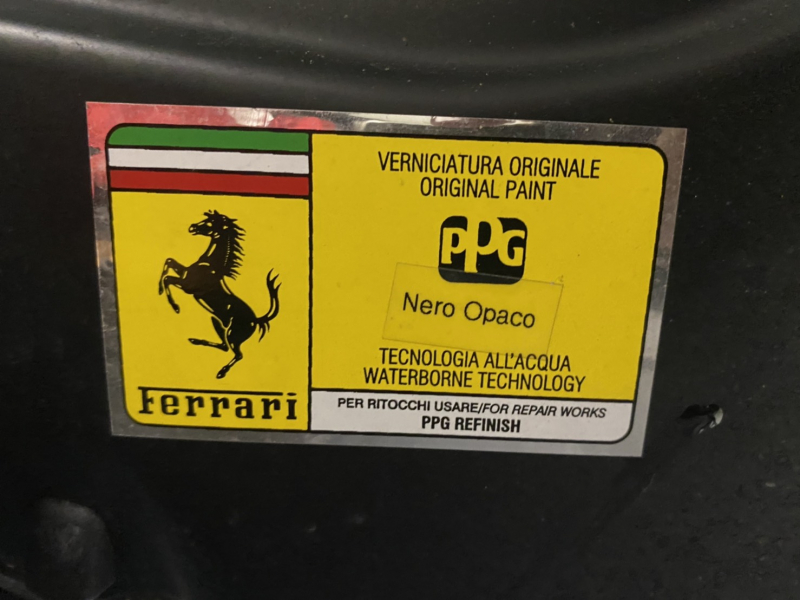 VERNICIATURA ORIGINALE
ORIGINAL PAINT
PPG
Nero Opaco
TECNOLOGIA ALL'ACQUA
WATERBORNE TECHNOLOGY
Ferrari
PER RITOCCHI USARE/FOR REPAIR WORKS
PPG REFINISH